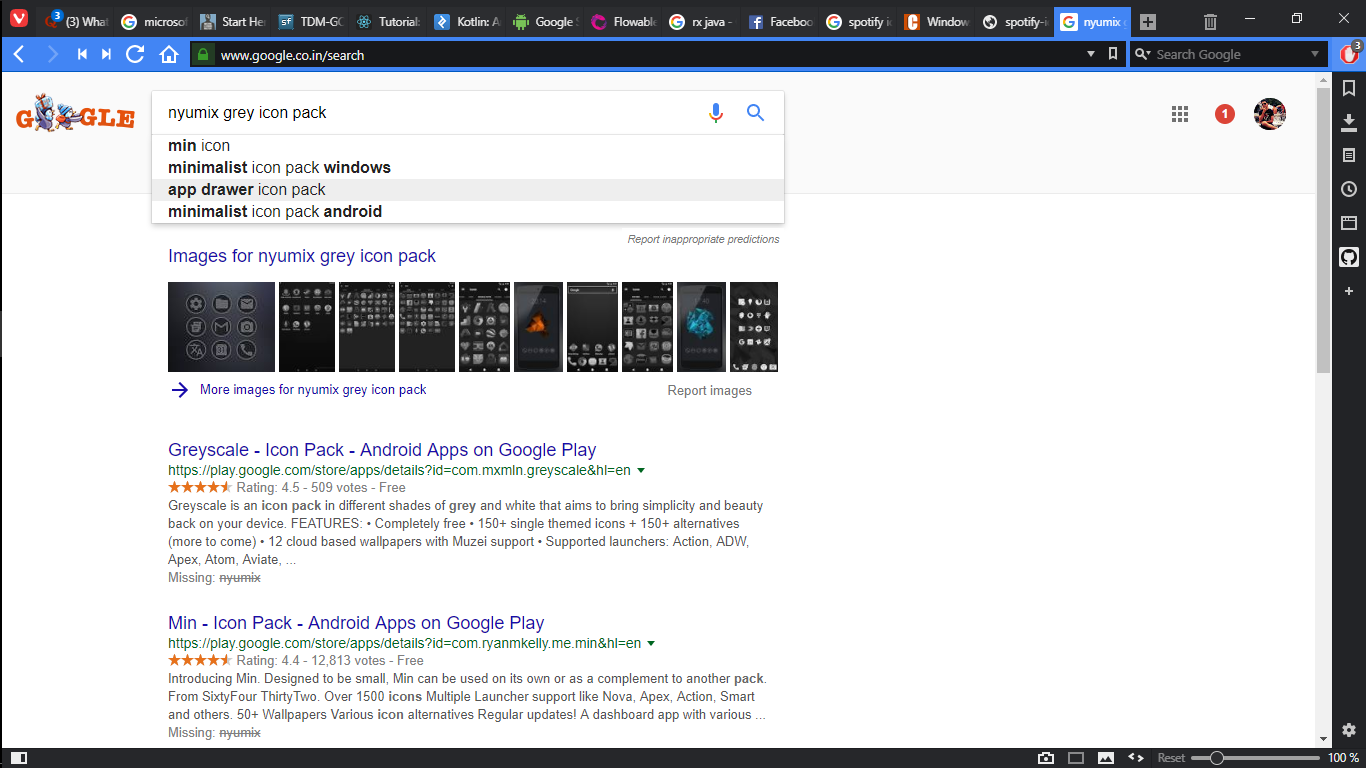 (3) What
3
microsof
Start He
TDM-GC
Tutorials
Kotlin: A
Google S
Flowable
rx java -
Faceboo
spotify ic
Window
spotify-i
nyumix g
www.google.co.in/search
Search Google
3
GOOGLE
nyumix grey icon pack
1
min icon
minimalist icon pack windows
app drawer icon pack
minimalist icon pack android
Report inappropriate predictions
Images for nyumix grey icon pack
More images for nyumix grey icon pack
Report images
Greyscale - Icon Pack - Android Apps on Google Play
https://play.google.com/store/apps/details?id=com.mxmln.greyscale&hl=en
Rating: 4.5 - 509 votes - Free
Greyscale is an icon pack in different shades of grey and white that aims to bring simplicity and beauty
back on your device. FEATURES: • Completely free • 150+ single themed icons + 150+ alternatives
(more to come) • 12 cloud based wallpapers with Muzei support • Supported launchers: Action, ADW,
Apex, Atom, Aviate, ...
Missing: nyumix
Min - Icon Pack - Android Apps on Google Play
https://play.google.com/store/apps/details?id=com.ryanmkelly.me.min&hl=en
Rating: 4.4 - 12,813 votes - Free
Introducing Min. Designed to be small, Min can be used on its own or as a complement to another pack.
From SixtyFour ThirtyTwo. Over 1500 icons Multiple Launcher support like Nova, Apex, Action, Smart
and others. 50+ Wallpapers Various icon alternatives Regular updates! A dashboard app with various ...
Missing: nyumix
Reset
100 %